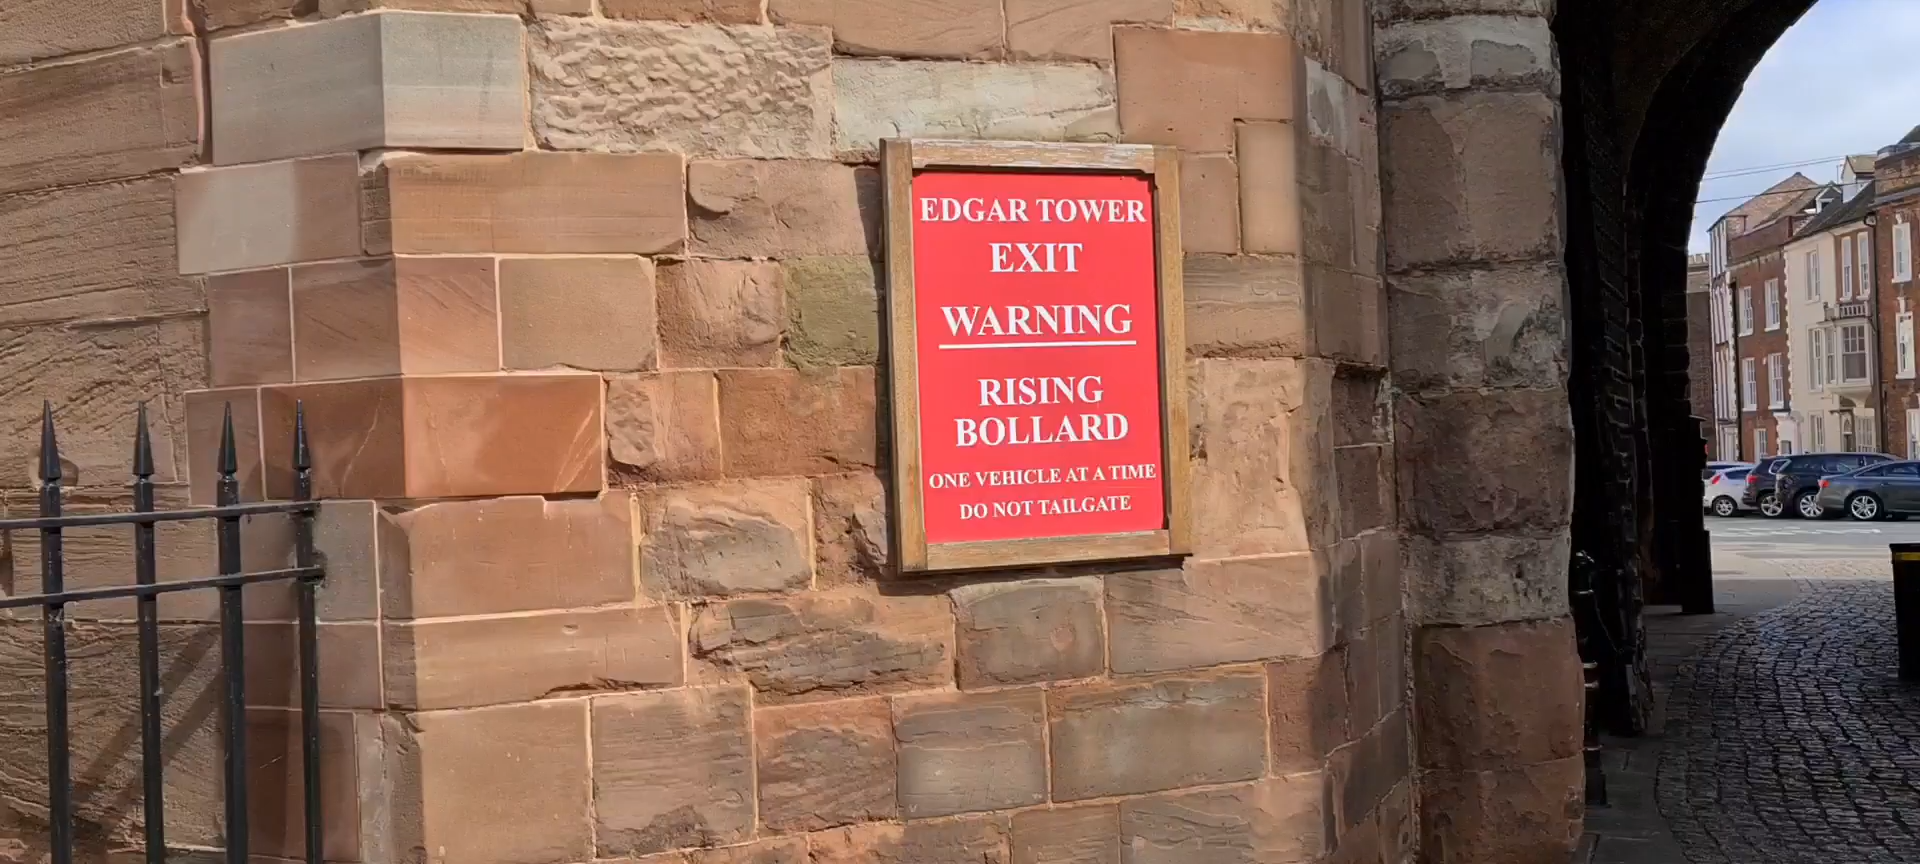 EDGAR TOWER
EXIT
WARNING
RISING
BOLLARD
ONE VEHICLE AT A TIME
DO NOT TAILGATE